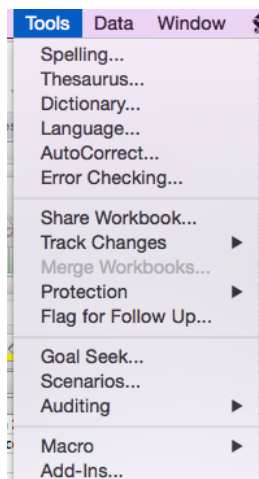 Tools Data Window
Spelling...
Thesaurus...
Dictionary...
Language...
AutoCorrect...
Error Checking...
Share Workbook...
Track Changes
Merge Workbooks...
Protection
Flag for Follow Up...
Goal Seek...
Scenarios...
Auditing
Macro
Add-Ins...